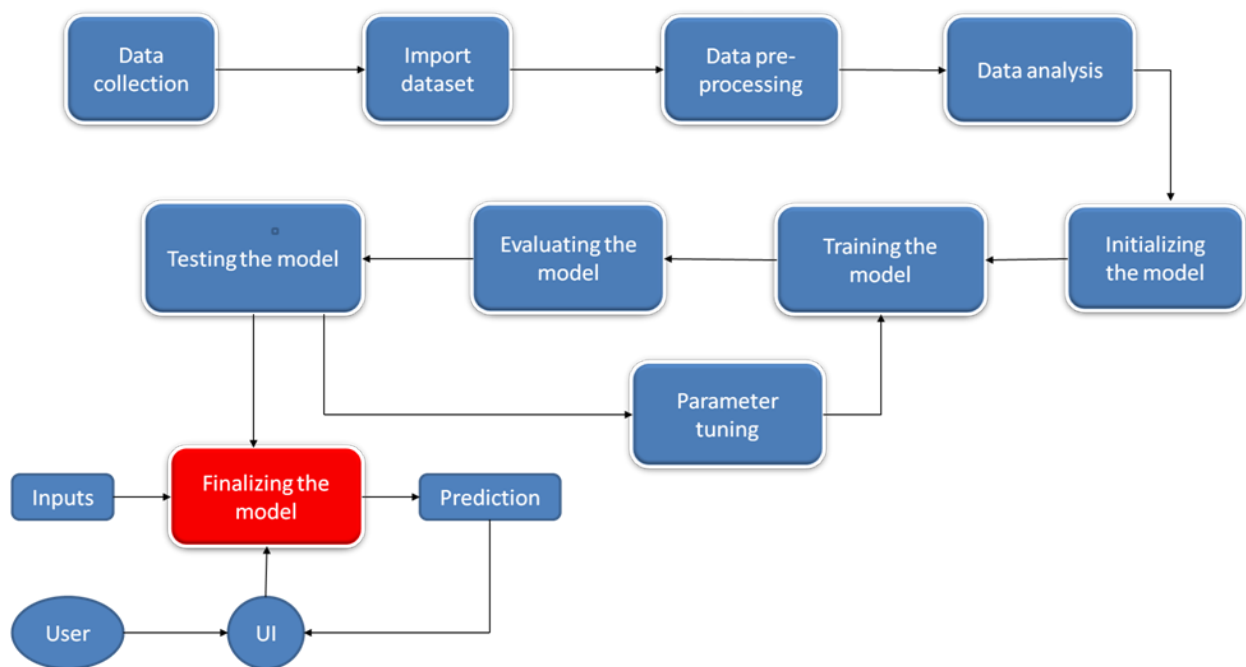 Data
collection
Import
dataset
Data pre-
processing
Data analysis
Testing the model
Evaluating the
model
Training the
model
Initializing
the model
Parameter
tuning
Inputs
Finalizing the
model
Prediction
User
UI